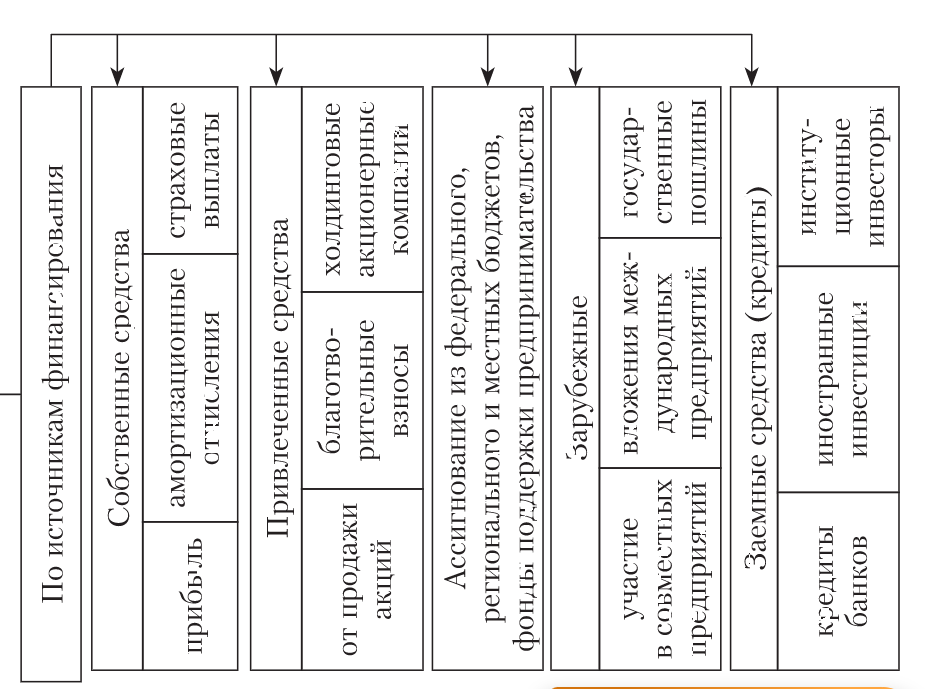 По источникам финансирования
Собственные средства
прибыль
амортизационные
отчисления
страховые
выплаты
Привлеченные средства
от продажи
акций
благотво-
рительные
взносы
холдинговые
акционерные
компаний
Ассигнование из федерального,
регионального и местных бюджетов,
фонды поддержки предпринимательства
Зарубежные
участие
в совместных
предприятий
вложения меж-
дународных
предприятий
государ-
ственные
пошлины
Заемные средства (кредиты)
кредиты
банков
иностранные
инвестиции
институ-
ционные
инвесторы